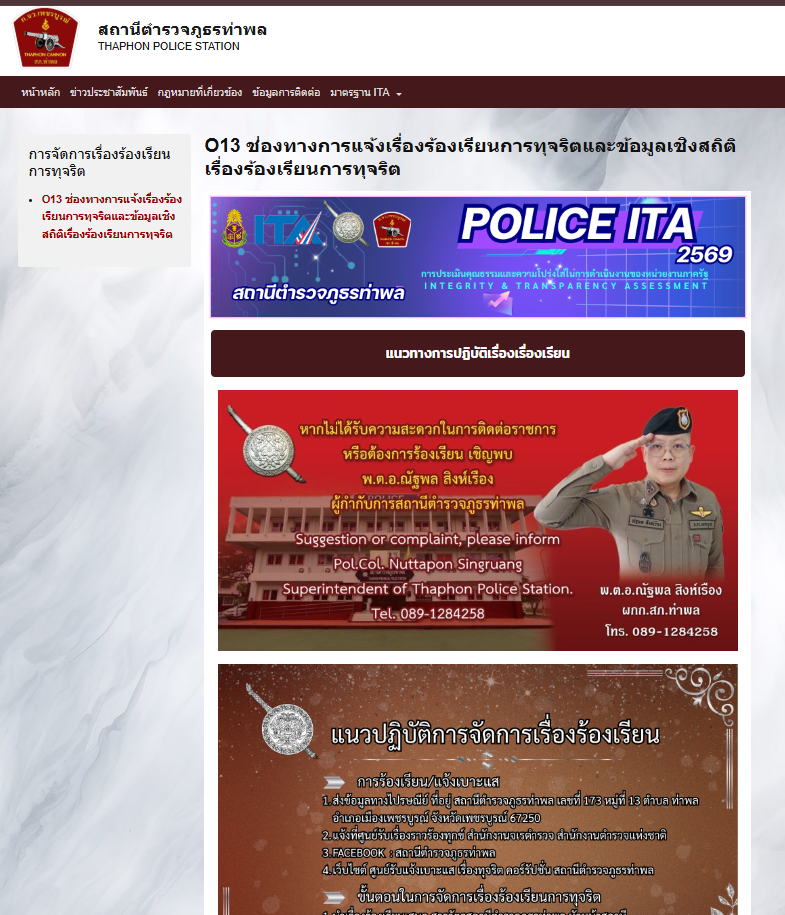 ภ.จว.เพชรบูรณ์
THAPHON CANNON
สภ.ท่าพล
สถานีตำรวจภูธรท่าพล
THAPHON POLICE STATION
หน้าหลัก ข่าวประชาสัมพันธ์ กฎหมายที่เกี่ยวข้อง ข้อมูลการติดต่อ มาตรฐาน ITA
การจัดการเรื่องร้องเรียน
การทุจริต
O13 ช่องทางการแจ้งเรื่องร้อง
เรียนการทุจริตและข้อมูลเชิง
สถิติเรื่องร้องเรียนการทุจริต
O13 ช่องทางการแจ้งเรื่องร้องเรียนการทุจริตและข้อมูลเชิงสถิติ
เรื่องร้องเรียนการทุจริต
ITA
POLICE ITA
2569
การประเมินคุณธรรมและความโปร่งใสในการดำเนินงานของหน่วยงานภาครัฐ
INTEGRITY & TRANSPARENCY ASSESSMENT
สถานีตำรวจภูธรท่าพล
แนวทางการปฏิบัติเรื่องเรื่องเรียน
หากไม่ได้รับความสะดวกในการติดต่อราชการ
หรือต้องการร้องเรียน เชิญพบ
พ.ต.อ.ณัฐพล สิงห์เรือง
ผู้กำกับการสถานีตำรวจภูธรท่าพล
Suggestion or complaint, please inform
Pol.Col. Nuttapon Singruang
Superintendent of Thaphon Police Station.
Tel. 089-1284258
พ.ต.อ.ณัฐพล สิงห์เรือง
ผกก.สภ.ท่าพล
โทร. 089-1284258
แนวปฏิบัติการจัดการเรื่องร้องเรียน
การร้องเรียน/แจ้งเบาะแส
1.ส่งข้อมูลทางไปรษณีย์ ที่อยู่ สถานีตำรวจภูธรท่าพล เลขที่ 173 หมู่ที่ 13 ตำบล ท่าพล
อำเภอเมืองเพชรบูรณ์ จังหวัดเพชรบูรณ์ 67250
2.แจ้งที่ศูนย์รับเรื่องราวร้องทุกข์ สำนักงานจเรตำรวจ สำนักงานตำรวจแห่งชาติ
3.FACEBOOK : สถานีตำรวจภูธรท่าพล
4.เว็บไซต์ ศูนย์รับแจ้งเบาะแส เรื่องทุจริต คอร์รัปชั่น สถานีตำรวจภูธรท่าพล
ขั้นตอนในการจัดการเรื่องร้องเรียนการทุจริต